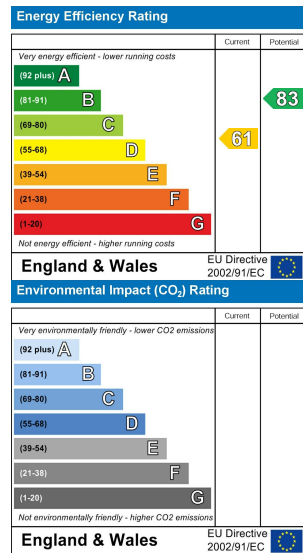 Energy Efficiency Rating
Current Potential
Very energy efficient - lower running costs
(92 plus) A
(81-91) B
83
(69-80) C
61
(55-68) D
(39-54) E
(21-38) F
(1-20) G
Not energy efficient - higher running costs
England & Wales
EU Directive
2002/91/EC
Environmental Impact (CO₂) Rating
Current Potential
Very environmentally friendly - lower CO2 emissions
(92 plus) A
(81-91) B
(69-80) C
(55-68) D
(39-54) E
(21-38) F
(1-20) G
Not environmentally friendly - higher CO2 emissions
England & Wales
EU Directive
2002/91/EC